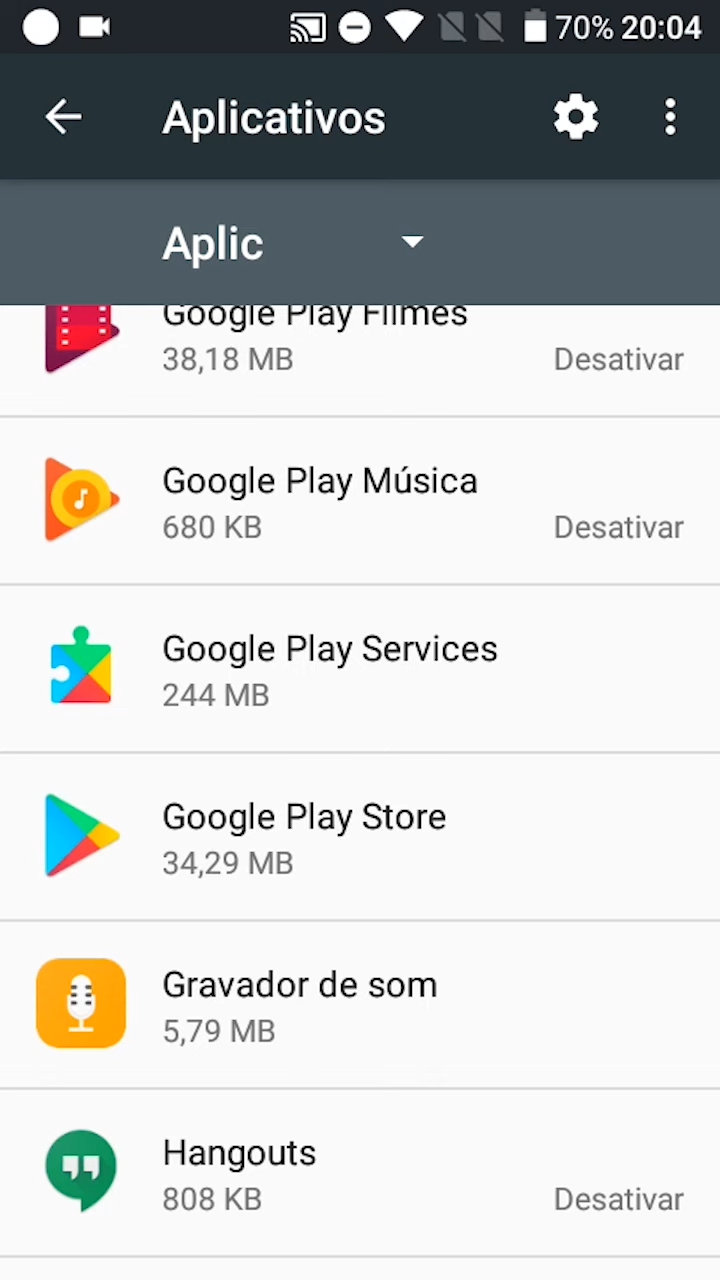 70% 20:04
Aplicativos
Aplic
Google Play Filmes
38,18 MB Desativar
Google Play Música
680 KB Desativar
Google Play Services
244 MB
Google Play Store
34,29 MB
Gravador de som
5,79 MB
Hangouts
808 KB Desativar